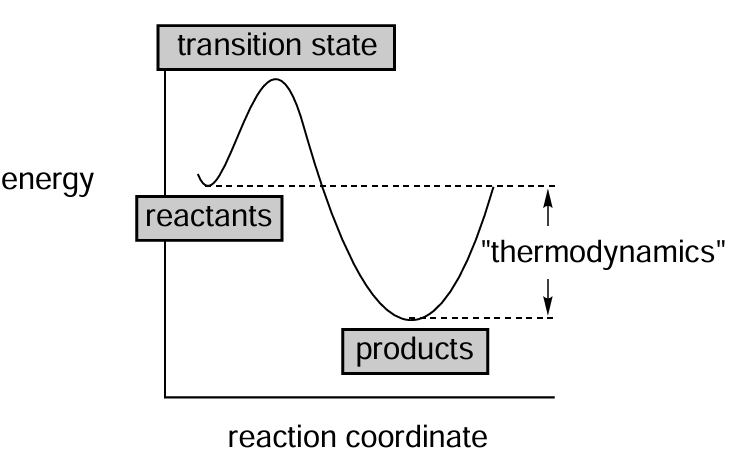 transition state
energy
reactants
"thermodynamics"
products
reaction coordinate